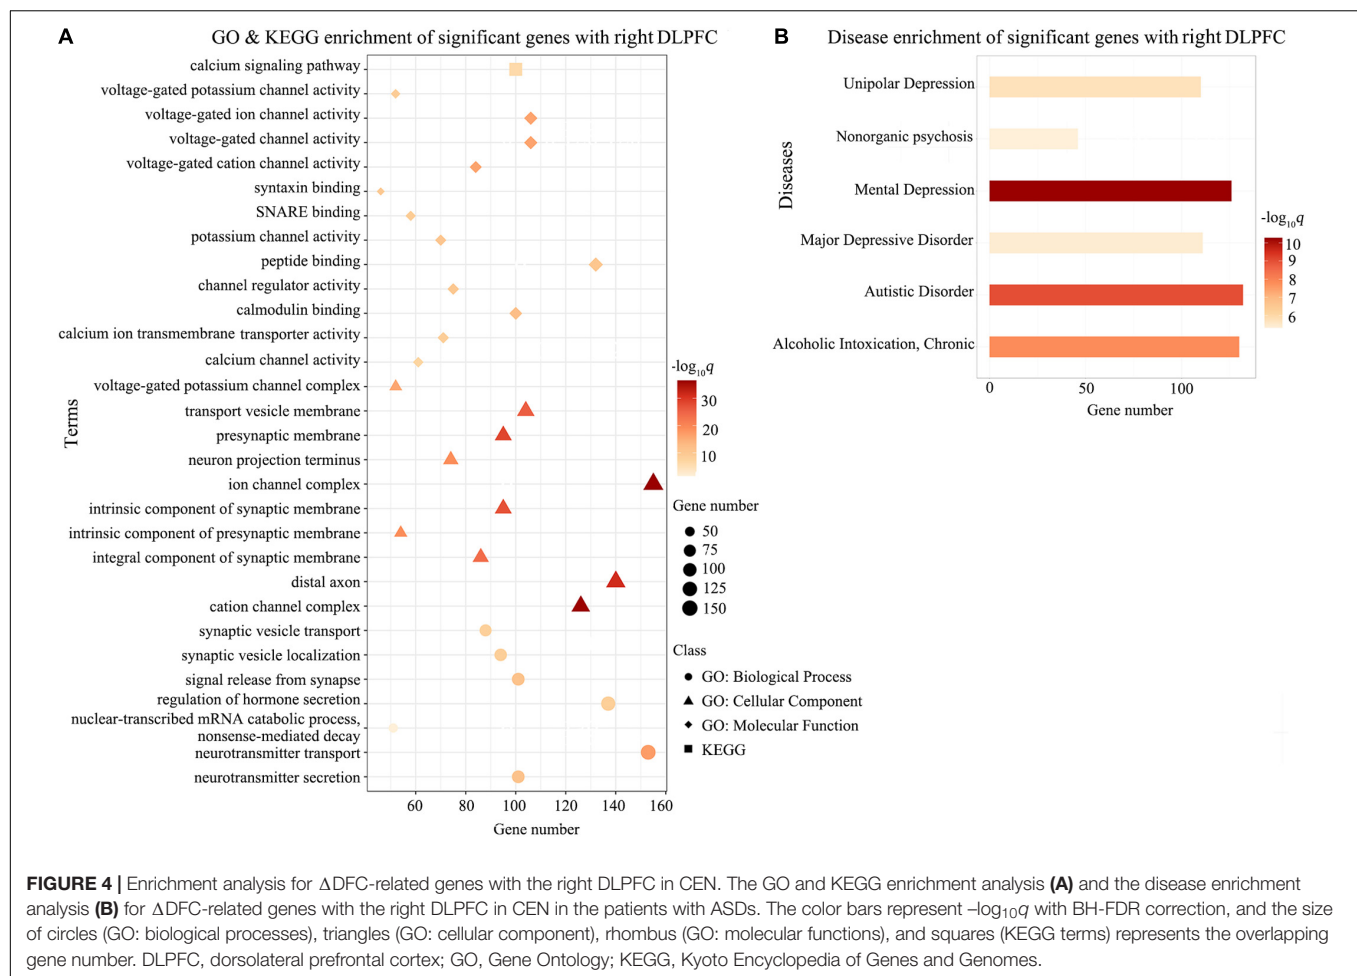 A
GO & KEGG enrichment of significant genes with right DLPFC
calcium signaling pathway
voltage-gated potassium channel activity
voltage-gated ion channel activity
voltage-gated channel activity
voltage-gated cation channel activity
syntaxin binding
SNARE binding
potassium channel activity
peptide binding
channel regulator activity
calmodulin binding
calcium ion transmembrane transporter activity
calcium channel activity
voltage-gated potassium channel complex
transport vesicle membrane
presynaptic membrane
neuron projection terminus
ion channel complex
intrinsic component of synaptic membrane
intrinsic component of presynaptic membrane
integral component of synaptic membrane
distal axon
cation channel complex
synaptic vesicle transport
synaptic vesicle localization
signal release from synapse
regulation of hormone secretion
nuclear-transcribed mRNA catabolic process,
nonsense-mediated decay
neurotransmitter transport
neurotransmitter secretion
Terms
60 80 100 120 140 160
Gene number
-log10q
30
20
10
Gene number
50
75
100
125
150
Class
GO: Biological Process
GO: Cellular Component
GO: Molecular Function
KEGG
B
Disease enrichment of significant genes with right DLPFC
Unipolar Depression
Nonorganic psychosis
Mental Depression
Major Depressive Disorder
Autistic Disorder
Alcoholic Intoxication, Chronic
Diseases
0 50 100
Gene number
-log10q
10
9
8
7
6
FIGURE 4 | Enrichment analysis for ΔDFC-related genes with the right DLPFC in CEN. The GO and KEGG enrichment analysis (A) and the disease enrichment
analysis (B) for ΔDFC-related genes with the right DLPFC in CEN in the patients with ASDs. The color bars represent –log10q with BH-FDR correction, and the size
of circles (GO: biological processes), triangles (GO: cellular component), rhombus (GO: molecular functions), and squares (KEGG terms) represents the overlapping
gene number. DLPFC, dorsolateral prefrontal cortex; GO, Gene Ontology; KEGG, Kyoto Encyclopedia of Genes and Genomes.